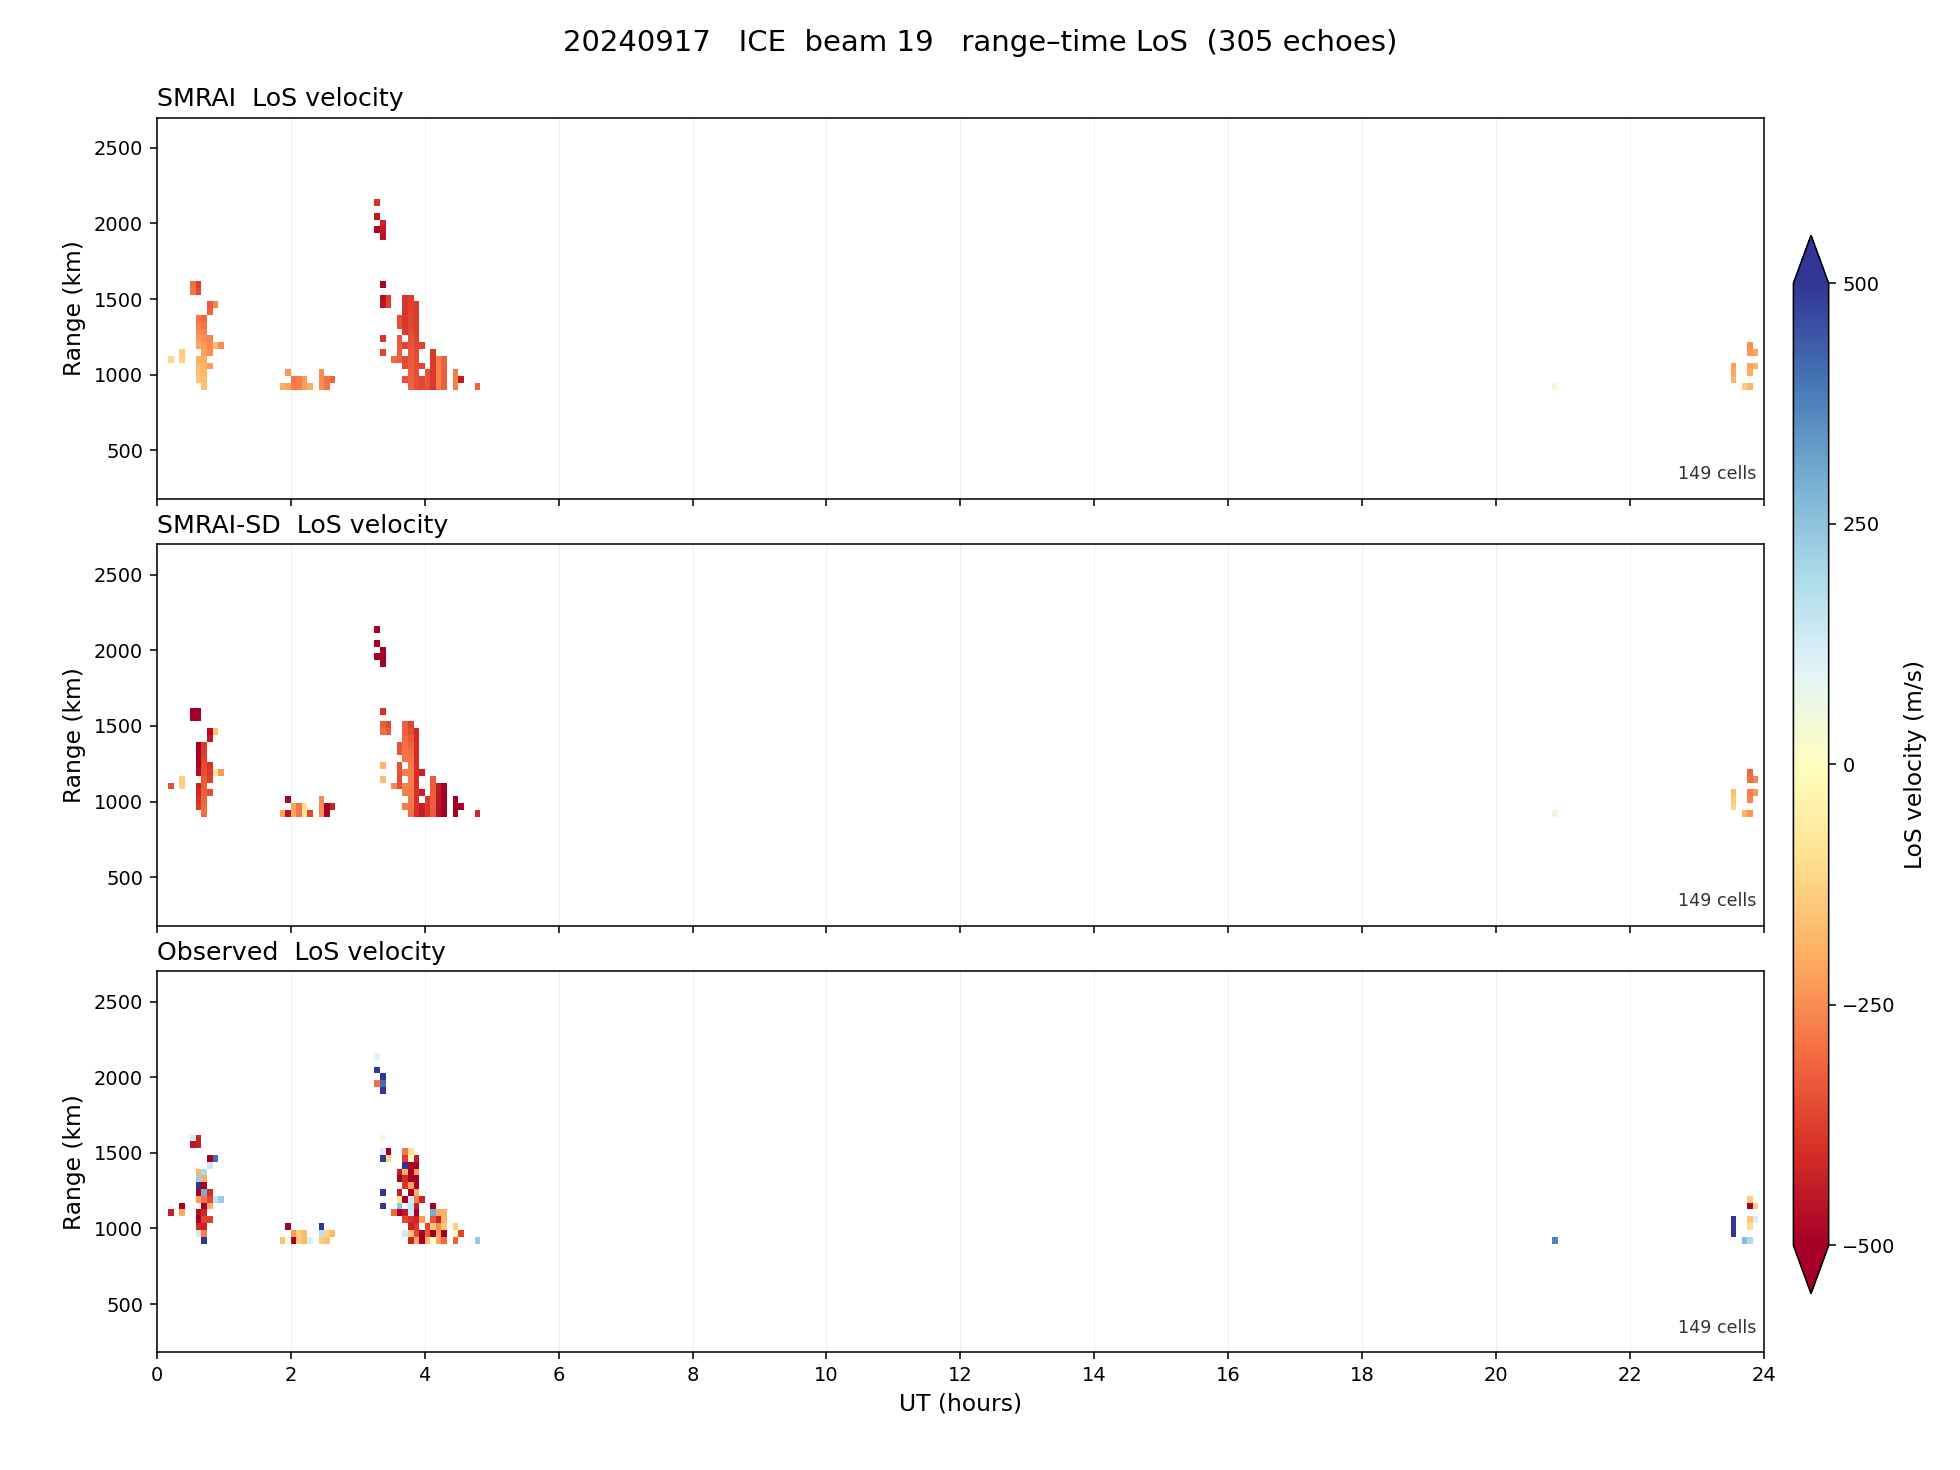 20240917   ICE  beam 19   range–time LoS  (305 echoes)
SMRAI  LoS velocity
2500
2000
1500
1000
500
Range (km)
149 cells
SMRAI-SD  LoS velocity
2500
2000
1500
1000
500
Range (km)
149 cells
Observed  LoS velocity
2500
2000
1500
1000
500
Range (km)
149 cells
0 2 4 6 8 10 12 14 16 18 20 22 24
UT (hours)
500
250
0
−250
−500
LoS velocity (m/s)